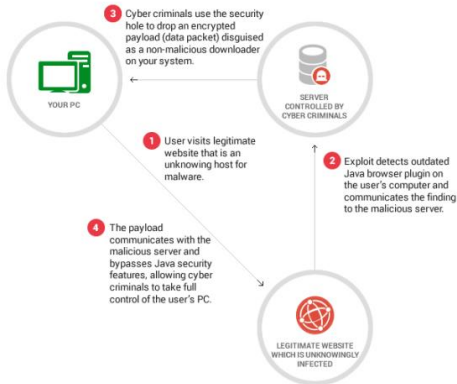 3 Cyber criminals use the security
hole to drop an encrypted
payload (data packet) disguised
as a non-malicious downloader
on your system.
YOUR PC
SERVER
CONTROLLED BY
CYBER CRIMINALS
1 User visits legitimate
website that is an
unknowing host for
malware.
2 Exploit detects outdated
Java browser plugin on
the user's computer and
communicates the finding
to the malicious server.
4 The payload
communicates with the
malicious server and
bypasses Java security
features, allowing cyber
criminals to take full
control of the user's PC.
LEGITIMATE WEBSITE
WHICH IS UNKNOWINGLY
INFECTED